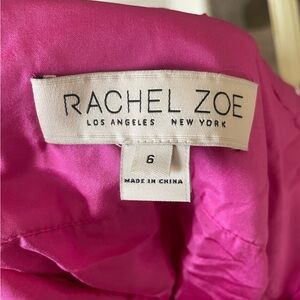 RACHEL ZOE
LOS ANGELES NEW YORK
6
MADE IN CHINA